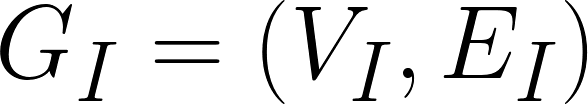 G_I = (V_I, E_I)